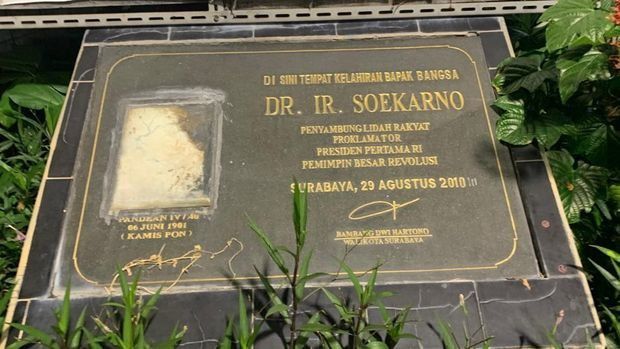 DI SINI TEMPAT KELAHIRAN BAPAK BANGSA
DR. IR. SOEKARNO
PENYAMBUNG LIDAH RAKYAT
PROKLAMATOR
PRESIDEN PERTAMA RI
PEMIMPIN BESAR REVOLUSI
SURABAYA, 29 AGUSTUS 2010
BAMBANG DWI HARTONO
WALIKOTA SURABAYA
PANDEAN IV / 40
06 JUNI 1901
( KAMIS PON )